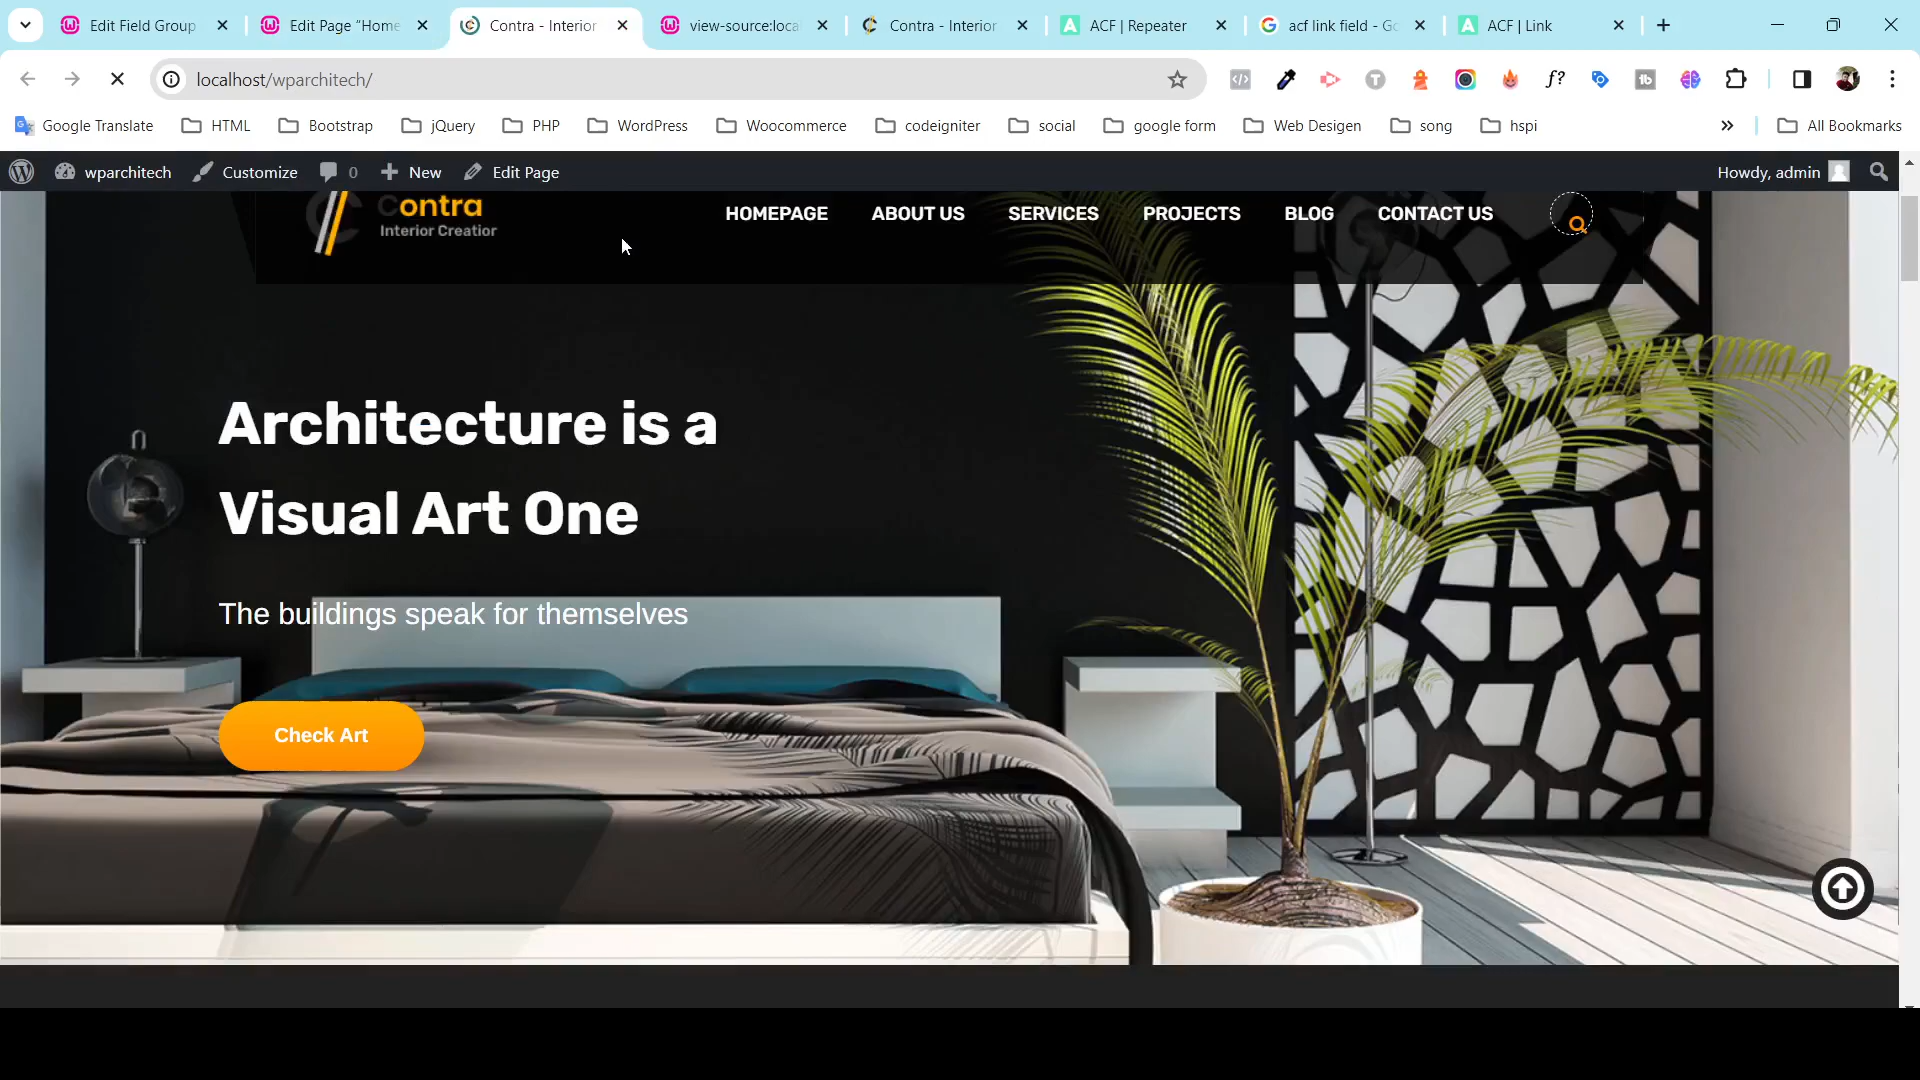 Edit Field Group
Edit Page “Home
Contra - Interior
view-source:loca
Contra - Interior
ACF | Repeater
acf link field - Go
ACF | Link
localhost/wparchitech/
Google Translate
HTML
Bootstrap
jQuery
PHP
WordPress
Woocommerce
codeigniter
social
google form
Web Desigen
song
hspi
All Bookmarks
wparchitech
Customize
0
New
Edit Page
Howdy, admin
Contra
Interior Creatior
HOMEPAGE
ABOUT US
SERVICES
PROJECTS
BLOG
CONTACT US
Architecture is a
Visual Art One
The buildings speak for themselves
Check Art